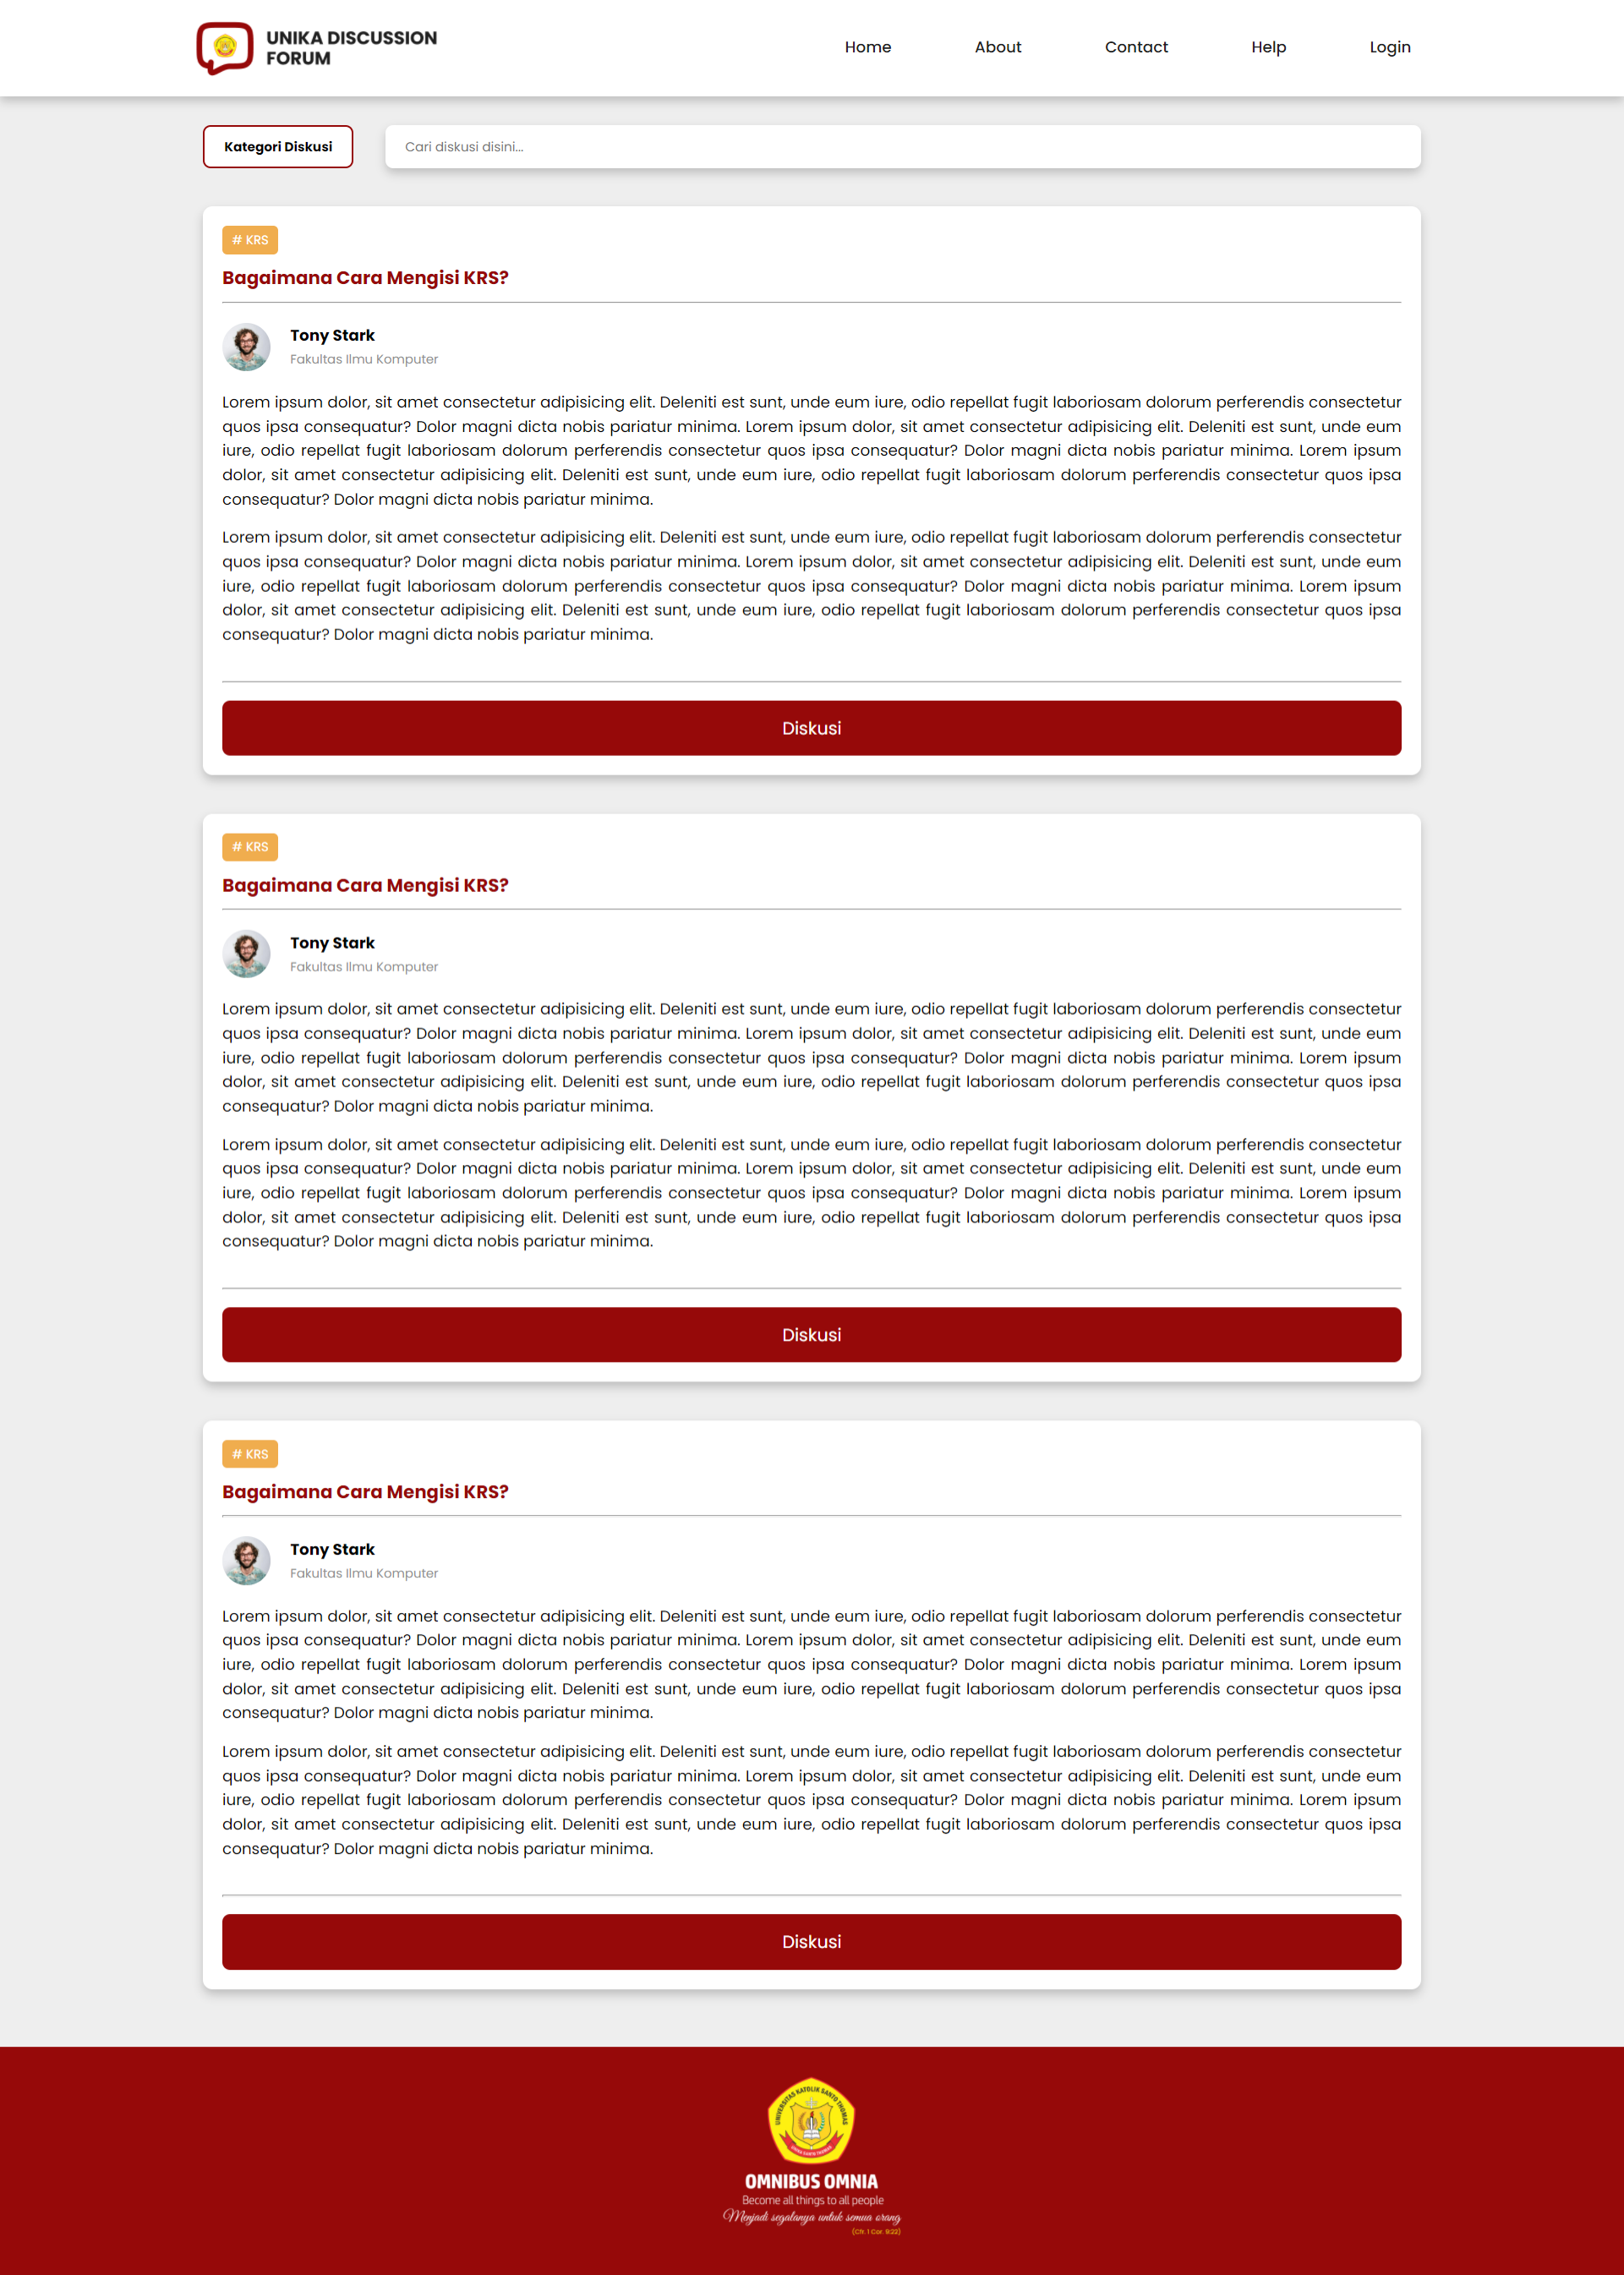 UNIKA DISCUSSION
FORUM
Home
About
Contact
Help
Login
Kategori Diskusi
Cari diskusi disini...
# KRS
Bagaimana Cara Mengisi KRS?
Tony Stark
Fakultas Ilmu Komputer
Lorem ipsum dolor, sit amet consectetur adipisicing elit. Deleniti est sunt, unde eum iure, odio repellat fugit laboriosam dolorum perferendis consectetur
quos ipsa consequatur? Dolor magni dicta nobis pariatur minima. Lorem ipsum dolor, sit amet consectetur adipisicing elit. Deleniti est sunt, unde eum
iure, odio repellat fugit laboriosam dolorum perferendis consectetur quos ipsa consequatur? Dolor magni dicta nobis pariatur minima. Lorem ipsum
dolor, sit amet consectetur adipisicing elit. Deleniti est sunt, unde eum iure, odio repellat fugit laboriosam dolorum perferendis consectetur quos ipsa
consequatur? Dolor magni dicta nobis pariatur minima.
Lorem ipsum dolor, sit amet consectetur adipisicing elit. Deleniti est sunt, unde eum iure, odio repellat fugit laboriosam dolorum perferendis consectetur
quos ipsa consequatur? Dolor magni dicta nobis pariatur minima. Lorem ipsum dolor, sit amet consectetur adipisicing elit. Deleniti est sunt, unde eum
iure, odio repellat fugit laboriosam dolorum perferendis consectetur quos ipsa consequatur? Dolor magni dicta nobis pariatur minima. Lorem ipsum
dolor, sit amet consectetur adipisicing elit. Deleniti est sunt, unde eum iure, odio repellat fugit laboriosam dolorum perferendis consectetur quos ipsa
consequatur? Dolor magni dicta nobis pariatur minima.
Diskusi
# KRS
Bagaimana Cara Mengisi KRS?
Tony Stark
Fakultas Ilmu Komputer
Lorem ipsum dolor, sit amet consectetur adipisicing elit. Deleniti est sunt, unde eum iure, odio repellat fugit laboriosam dolorum perferendis consectetur
quos ipsa consequatur? Dolor magni dicta nobis pariatur minima. Lorem ipsum dolor, sit amet consectetur adipisicing elit. Deleniti est sunt, unde eum
iure, odio repellat fugit laboriosam dolorum perferendis consectetur quos ipsa consequatur? Dolor magni dicta nobis pariatur minima. Lorem ipsum
dolor, sit amet consectetur adipisicing elit. Deleniti est sunt, unde eum iure, odio repellat fugit laboriosam dolorum perferendis consectetur quos ipsa
consequatur? Dolor magni dicta nobis pariatur minima.
Lorem ipsum dolor, sit amet consectetur adipisicing elit. Deleniti est sunt, unde eum iure, odio repellat fugit laboriosam dolorum perferendis consectetur
quos ipsa consequatur? Dolor magni dicta nobis pariatur minima. Lorem ipsum dolor, sit amet consectetur adipisicing elit. Deleniti est sunt, unde eum
iure, odio repellat fugit laboriosam dolorum perferendis consectetur quos ipsa consequatur? Dolor magni dicta nobis pariatur minima. Lorem ipsum
dolor, sit amet consectetur adipisicing elit. Deleniti est sunt, unde eum iure, odio repellat fugit laboriosam dolorum perferendis consectetur quos ipsa
consequatur? Dolor magni dicta nobis pariatur minima.
Diskusi
# KRS
Bagaimana Cara Mengisi KRS?
Tony Stark
Fakultas Ilmu Komputer
Lorem ipsum dolor, sit amet consectetur adipisicing elit. Deleniti est sunt, unde eum iure, odio repellat fugit laboriosam dolorum perferendis consectetur
quos ipsa consequatur? Dolor magni dicta nobis pariatur minima. Lorem ipsum dolor, sit amet consectetur adipisicing elit. Deleniti est sunt, unde eum
iure, odio repellat fugit laboriosam dolorum perferendis consectetur quos ipsa consequatur? Dolor magni dicta nobis pariatur minima. Lorem ipsum
dolor, sit amet consectetur adipisicing elit. Deleniti est sunt, unde eum iure, odio repellat fugit laboriosam dolorum perferendis consectetur quos ipsa
consequatur? Dolor magni dicta nobis pariatur minima.
Lorem ipsum dolor, sit amet consectetur adipisicing elit. Deleniti est sunt, unde eum iure, odio repellat fugit laboriosam dolorum perferendis consectetur
quos ipsa consequatur? Dolor magni dicta nobis pariatur minima. Lorem ipsum dolor, sit amet consectetur adipisicing elit. Deleniti est sunt, unde eum
iure, odio repellat fugit laboriosam dolorum perferendis consectetur quos ipsa consequatur? Dolor magni dicta nobis pariatur minima. Lorem ipsum
dolor, sit amet consectetur adipisicing elit. Deleniti est sunt, unde eum iure, odio repellat fugit laboriosam dolorum perferendis consectetur quos ipsa
consequatur? Dolor magni dicta nobis pariatur minima.
Diskusi
UNIVERSITAS KATOLIK SANTO THOMAS
UNIKA SANTO THOMAS
OMNIBUS OMNIA
Become all things to all people
Menjadi segalanya untuk semua orang
(Cfr. 1 Cor. 9:22)